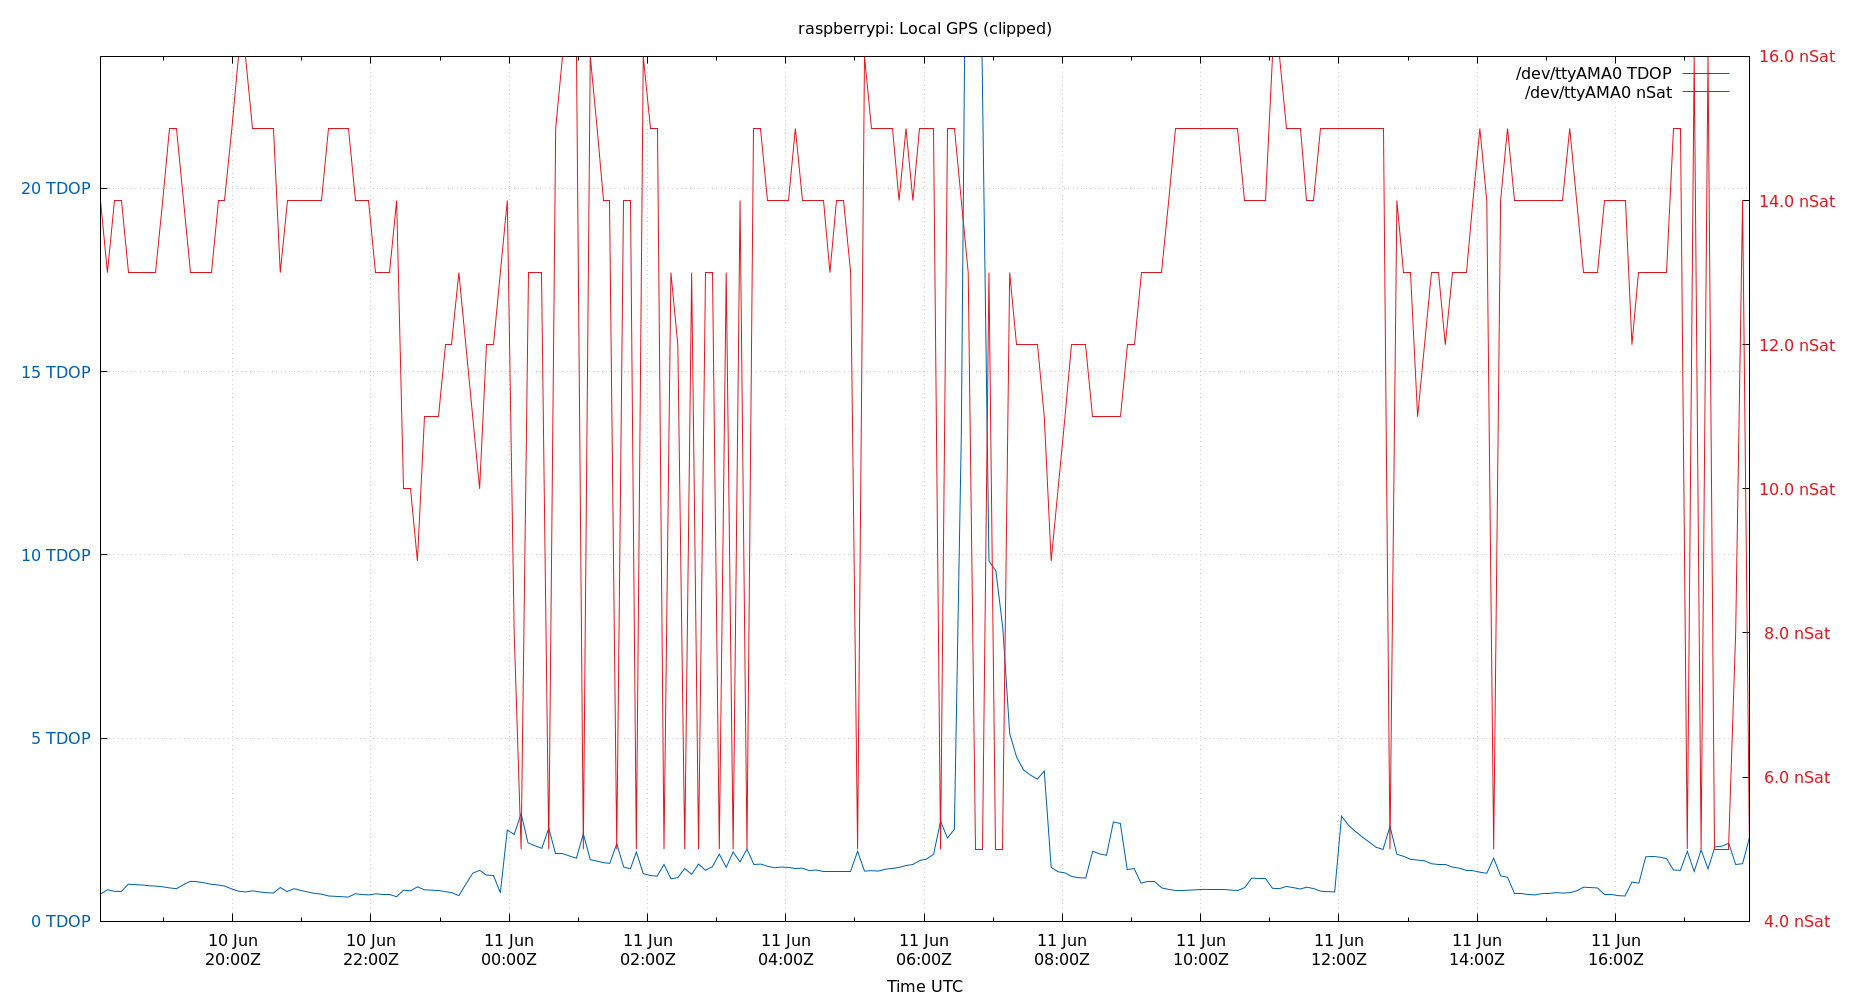 raspberrypi: Local GPS (clipped)
/dev/ttyAMA0 TDOP
/dev/ttyAMA0 nSat
20 TDOP
15 TDOP
10 TDOP
5 TDOP
0 TDOP
16.0 nSat
14.0 nSat
12.0 nSat
10.0 nSat
8.0 nSat
6.0 nSat
4.0 nSat
10 Jun
20:00Z
10 Jun
22:00Z
11 Jun
00:00Z
11 Jun
02:00Z
11 Jun
04:00Z
11 Jun
06:00Z
11 Jun
08:00Z
11 Jun
10:00Z
11 Jun
12:00Z
11 Jun
14:00Z
11 Jun
16:00Z
Time UTC